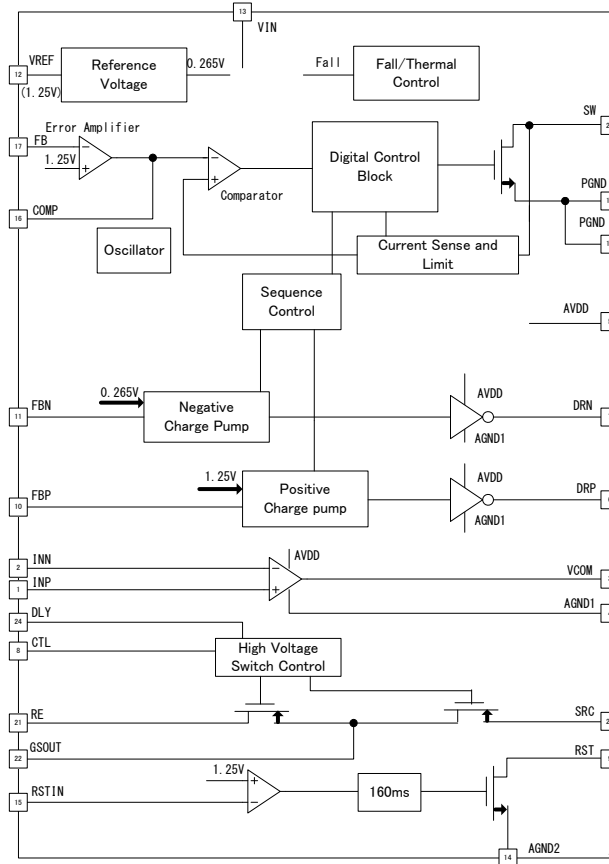 13
VIN
12
VREF
(1.25V)
Reference
Voltage
0.265V
Fall
Fall/Thermal
Control
SW
2
17
FB
Error Amplifier
1.25V
-
+
-
+
Comparator
Digital Control
Block
PGND
1
PGND
1
16
COMP
Oscillator
Current Sense and
Limit
Sequence
Control
AVDD
0.265V
11
FBN
Negative
Charge Pump
AVDD
AGND1
DRN
1.25V
10
FBP
Positive
Charge pump
AVDD
AGND1
DRP
2
INN
1
INP
-
+
AVDD
VCOM
AGND1
24
DLY
8
CTL
High Voltage
Switch Control
21
RE
SRC
2
22
GSOUT
RST
1.25V
15
RSTIN
+
-
160ms
14
AGND2